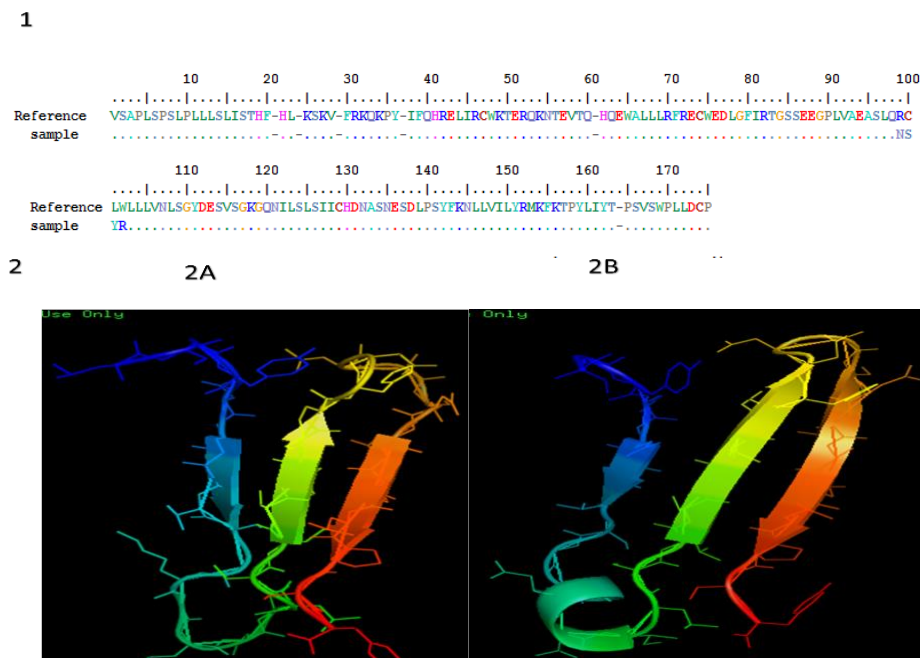 1
10 20 30 40 50 60 70 80 90 100
....|....|....|....|....|....|....|....|....|....|....|....|....|....|....|....|....|....|....|....|
Reference VSAPLSPSLPLLLSLISTHF-HL-KSKV-FRKQKPY-IFQHRELIRCWKTERQKNTEVTQ-HQEWALLLRFRECWEDLGFIRTGSSEEGPLVAEASLQRC
sample ....................-..-....-.......-.......................-.....................................NS
110 120 130 140 150 160 170
....|....|....|....|....|....|....|....|....|....|....|....|....|....|....|
Reference LWLLLVNLSGYDESVSGKGQNILSLSIICHDNASNESDLPSYFKNLLVILYRMKFKTPYLIYT-PSVSWPLLDCP
sample YR.............................................................-...........
2
2A
2B
Use Only
Only